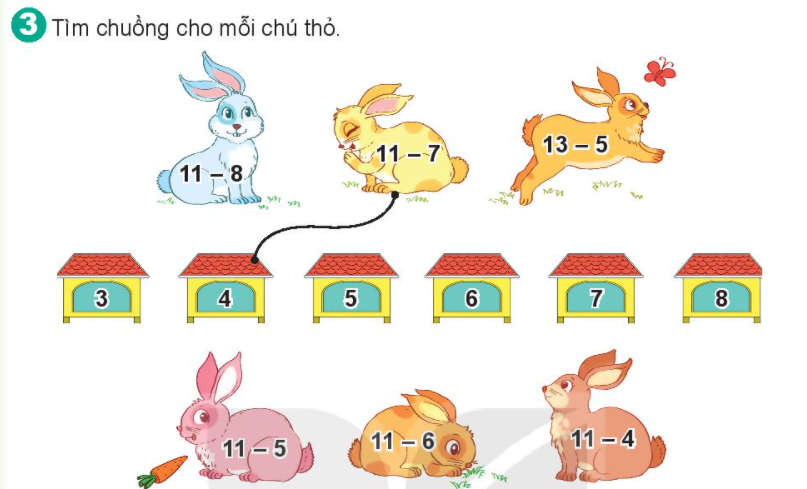 3 Tìm chuồng cho mỗi chú thỏ.
11 – 8
11 – 7
13 – 5
3
4
5
6
7
8
11 – 5
11 – 6
11 – 4